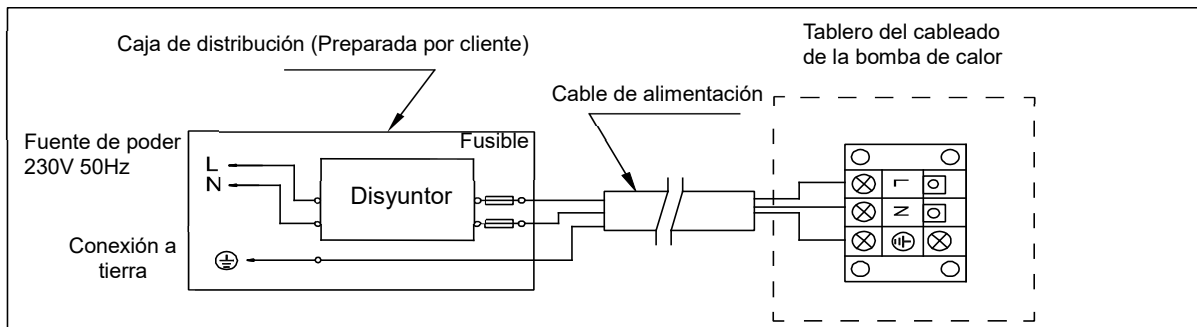 Caja de distribución (Preparada por cliente)
Tablero del cableado
de la bomba de calor
Cable de alimentación
Fuente de poder
230V 50Hz
Fusible
L
N
Disyuntor
Conexión a
tierra
L
N